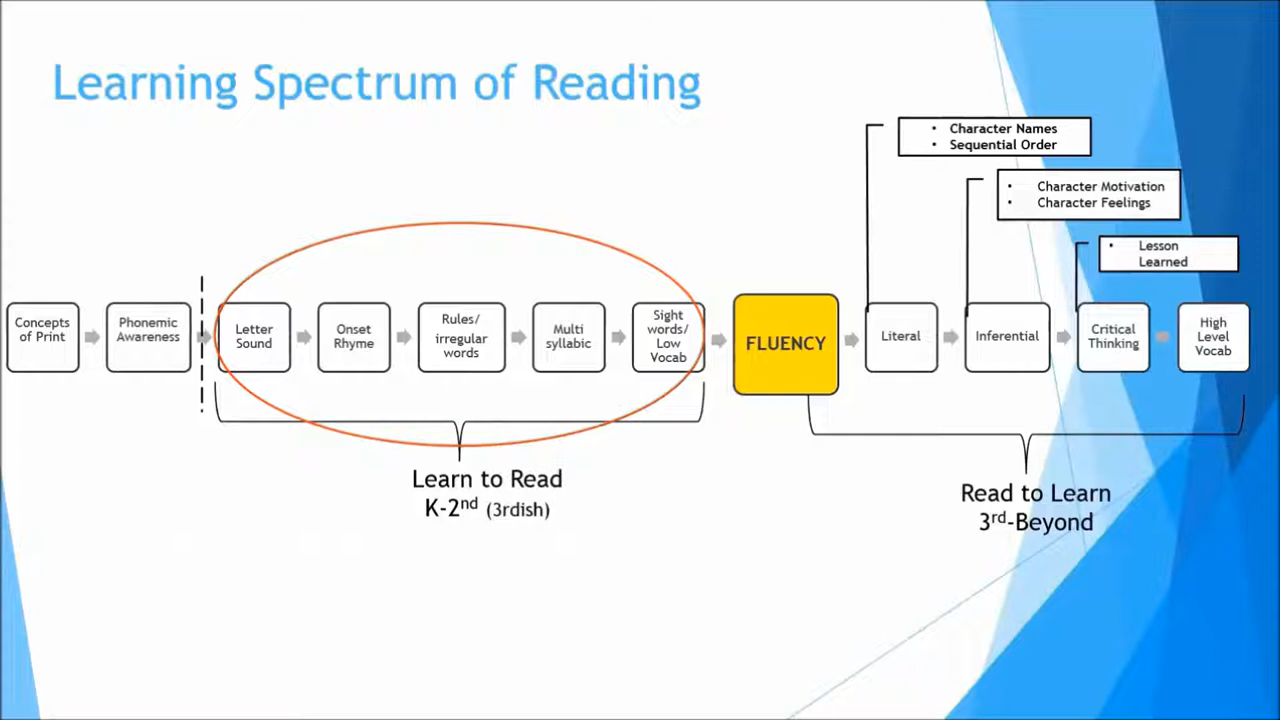 Learning Spectrum of Reading
• Character Names
• Sequential Order
• Character Motivation
• Character Feelings
• Lesson
Learned
Concepts
of Print
Phonemic
Awareness
Letter
Sound
Onset
Rhyme
Rules/
irregular
words
Multi
syllabic
Sight
words/
Low
Vocab
FLUENCY
Literal
Inferential
Critical
Thinking
High
Level
Vocab
Learn to Read
K-2nd (3rdish)
Read to Learn
3rd-Beyond